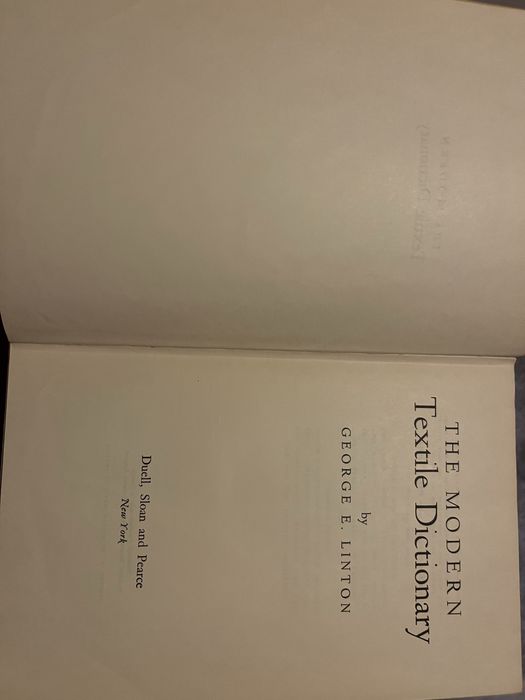 THE MODERN
Textile Dictionary
by
GEORGE E. LINTON
Duell, Sloan and Pearce
New York